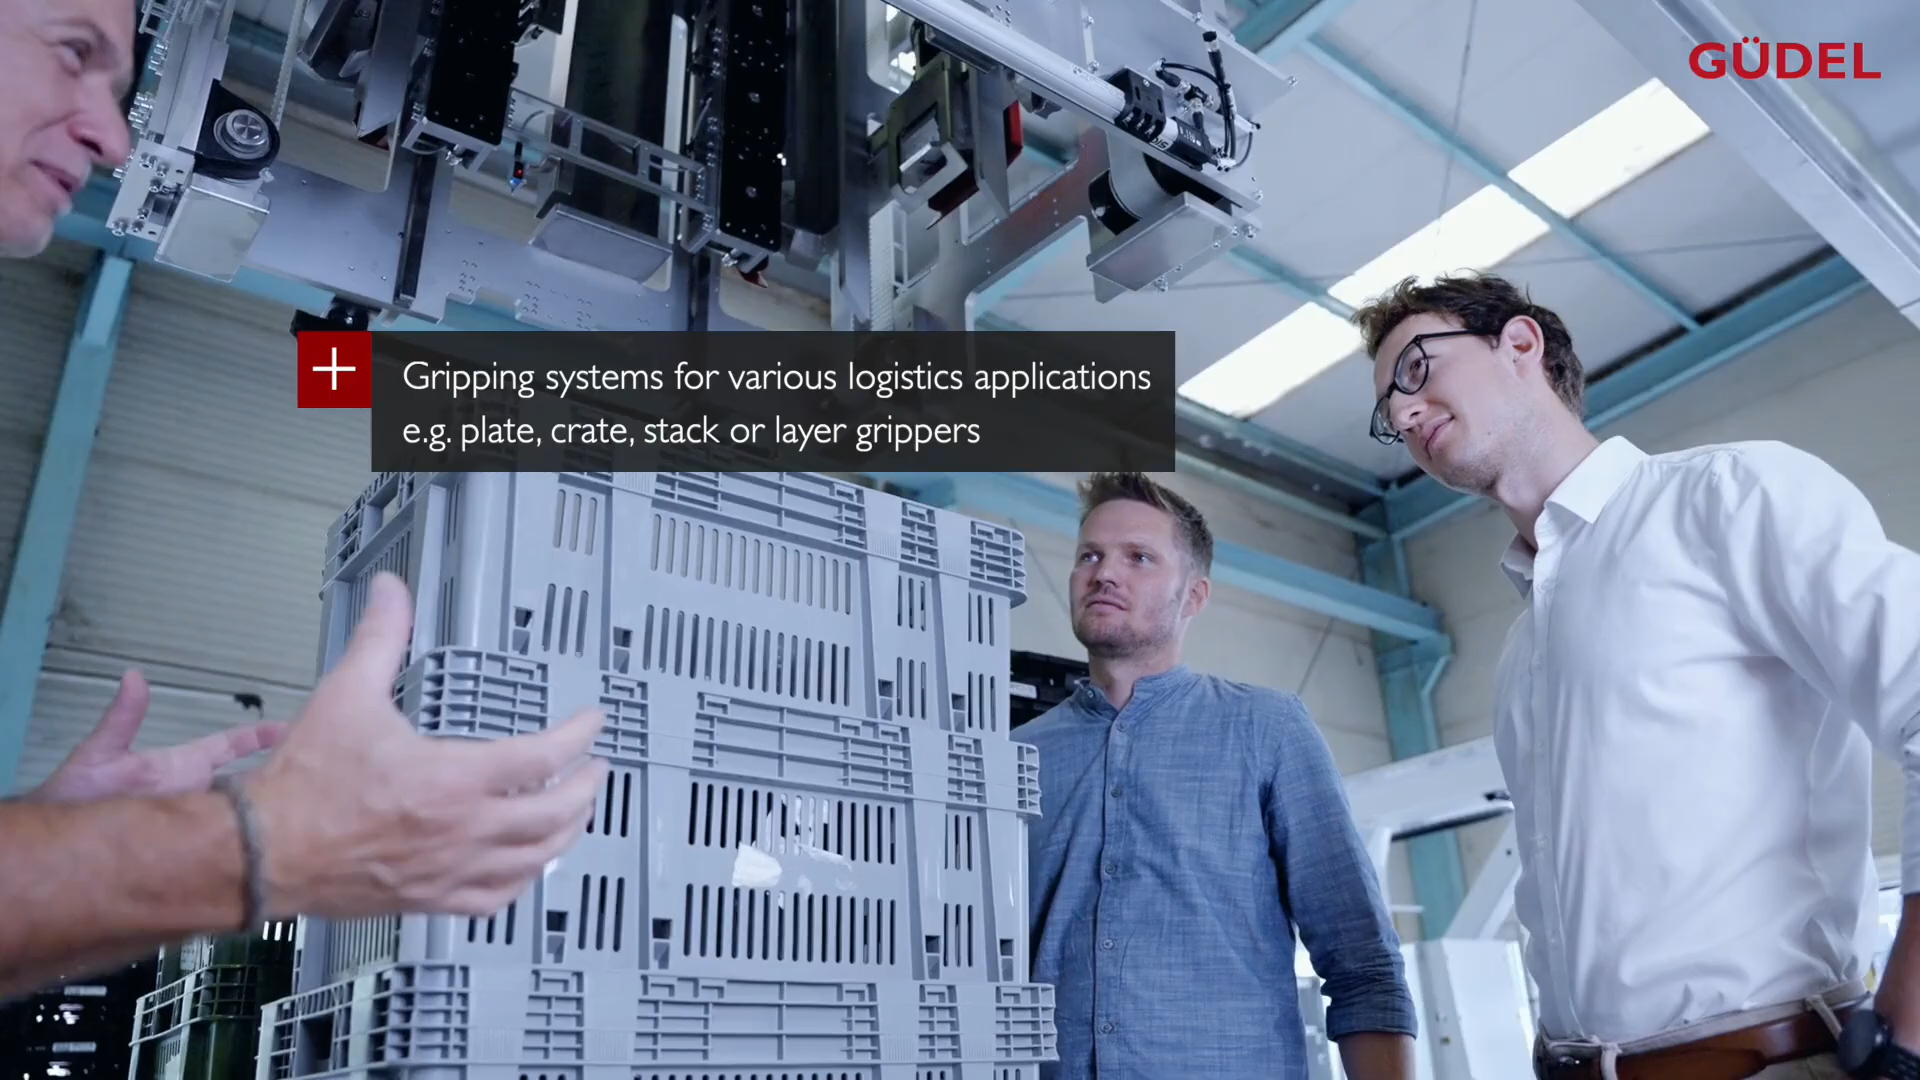 GÜDEL
+
Gripping systems for various logistics applications
e.g. plate, crate, stack or layer grippers